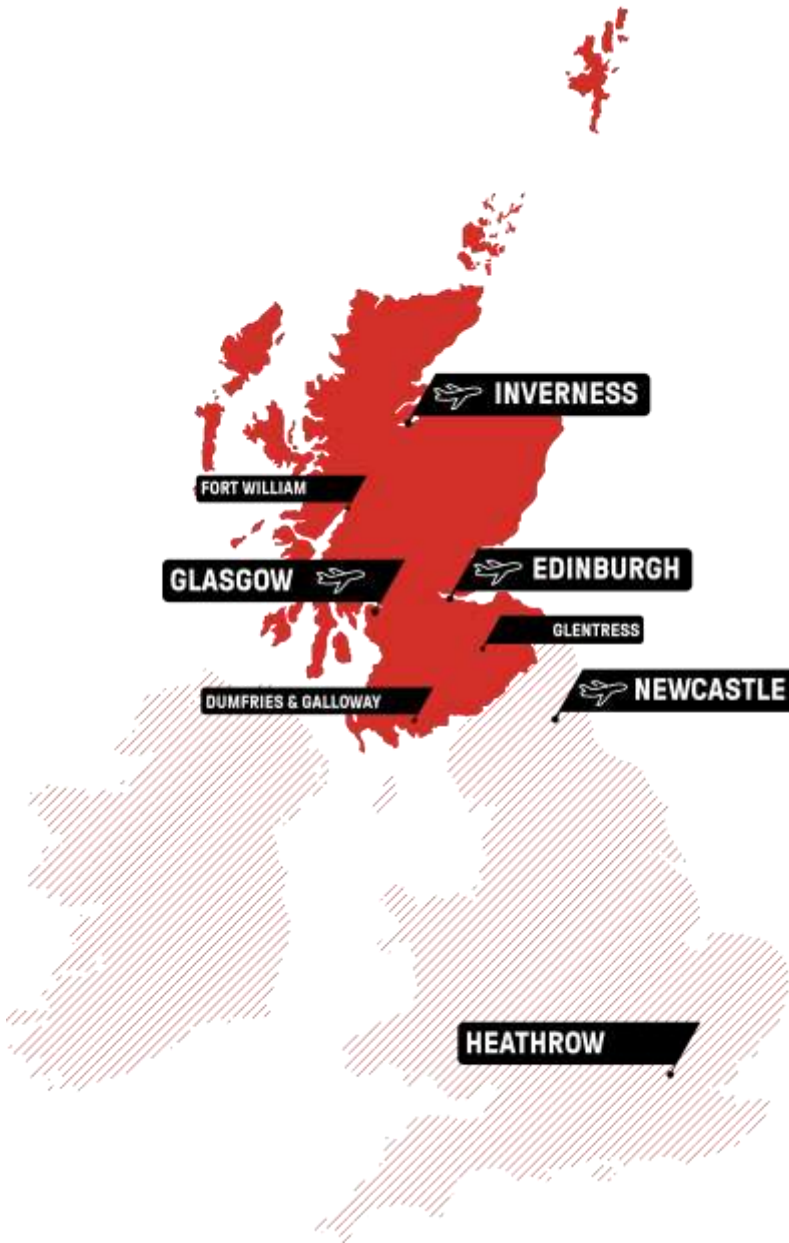 INVERNESS
FORT WILLIAM
EDINBURGH
GLASGOW
GLENTRESS
NEWCASTLE
DUMFRIES & GALLOWAY
HEATHROW